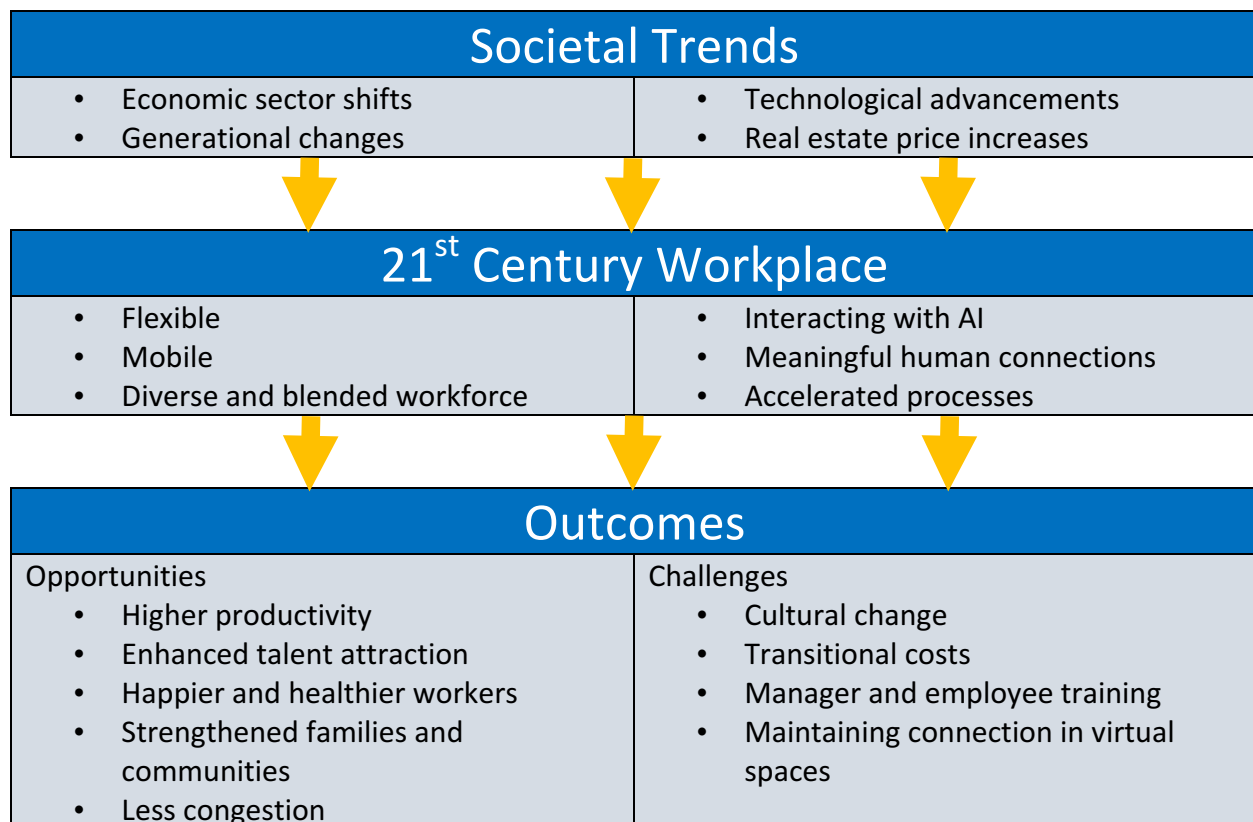 Societal Trends
• Economic sector shifts
• Generational changes
• Technological advancements
• Real estate price increases
21st Century Workplace
• Flexible
• Mobile
• Diverse and blended workforce
• Interacting with AI
• Meaningful human connections
• Accelerated processes
Outcomes
Opportunities
• Higher productivity
• Enhanced talent attraction
• Happier and healthier workers
• Strengthened families and
communities
• Less congestion
Challenges
• Cultural change
• Transitional costs
• Manager and employee training
• Maintaining connection in virtual
spaces